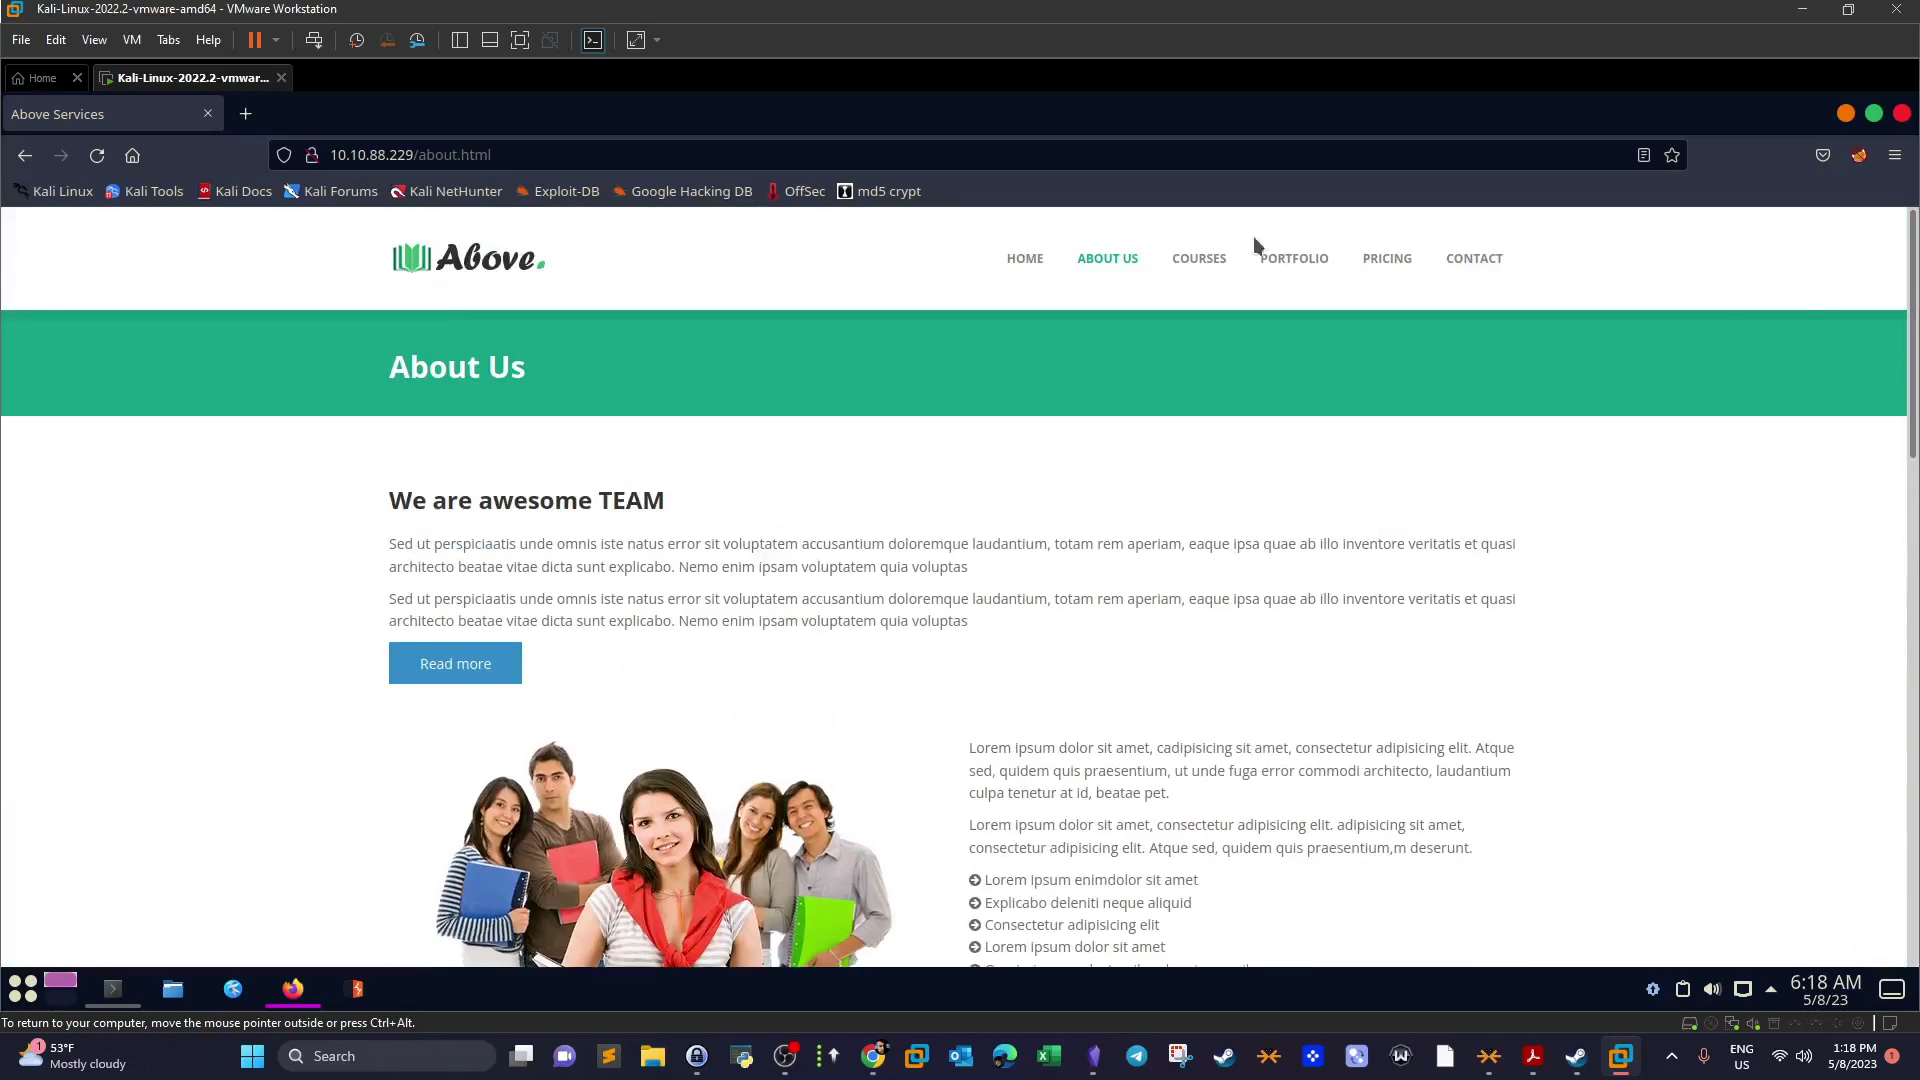 Kali-Linux-2022.2-vmware-amd64 - VMware Workstation
File Edit View VM Tabs Help
Home Kali-Linux-2022.2-vmwar...
Above Services
10.10.88.229/about.html
Kali Linux Kali Tools Kali Docs Kali Forums Kali NetHunter Exploit-DB Google Hacking DB OffSec md5 crypt
Above. HOME ABOUT US COURSES PORTFOLIO PRICING CONTACT
About Us
We are awesome TEAM
Sed ut perspiciaatis unde omnis iste natus error sit voluptatem accusantium doloremque laudantium, totam rem aperiam, eaque ipsa quae ab illo inventore veritatis et quasi
architecto beatae vitae dicta sunt explicabo. Nemo enim ipsam voluptatem quia voluptas
Sed ut perspiciaatis unde omnis iste natus error sit voluptatem accusantium doloremque laudantium, totam rem aperiam, eaque ipsa quae ab illo inventore veritatis et quasi
architecto beatae vitae dicta sunt explicabo. Nemo enim ipsam voluptatem quia voluptas
Read more
Lorem ipsum dolor sit amet, cadipisicing sit amet, consectetur adipisicing elit. Atque
sed, quidem quis praesentium, ut unde fuga error commodi architecto, laudantium
culpa tenetur at id, beatae pet.
Lorem ipsum dolor sit amet, consectetur adipisicing elit. adipisicing sit amet,
consectetur adipisicing elit. Atque sed, quidem quis praesentium,m deserunt.
Lorem ipsum enimdolor sit amet
Explicabo deleniti neque aliquid
Consectetur adipisicing elit
Lorem ipsum dolor sit amet
6:18 AM
5/8/23
To return to your computer, move the mouse pointer outside or press Ctrl+Alt.
1
53°F
Mostly cloudy
Search
ENG
US
1:18 PM
5/8/2023
1